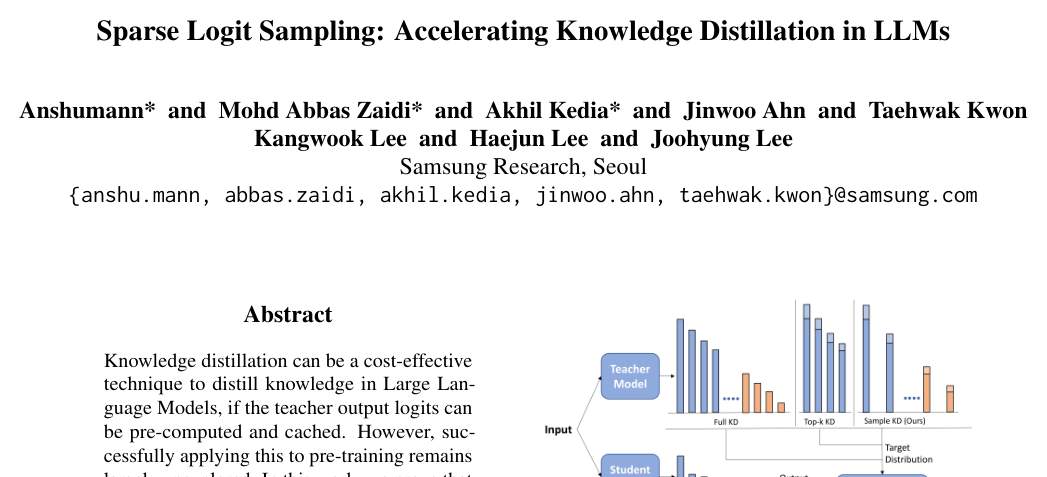 Sparse Logit Sampling: Accelerating Knowledge Distillation in LLMs
Anshumann* and Mohd Abbas Zaidi* and Akhil Kedia* and Jinwoo Ahn and Taehwak Kwon
Kangwook Lee and Haejun Lee and Joohyung Lee
Samsung Research, Seoul
{anshu.mann, abbas.zaidi, akhil.kedia, jinwoo.ahn, taehwak.kwon}@samsung.com
Abstract
Knowledge distillation can be a cost-effective
technique to distill knowledge in Large Lan-
guage Models, if the teacher output logits can
be pre-computed and cached. However, suc-
cessfully applying this to pre-training remains
Teacher
Model
Full KD
Top-k KD
Sample KD (Ours)
Input
Target
Distribution
Student